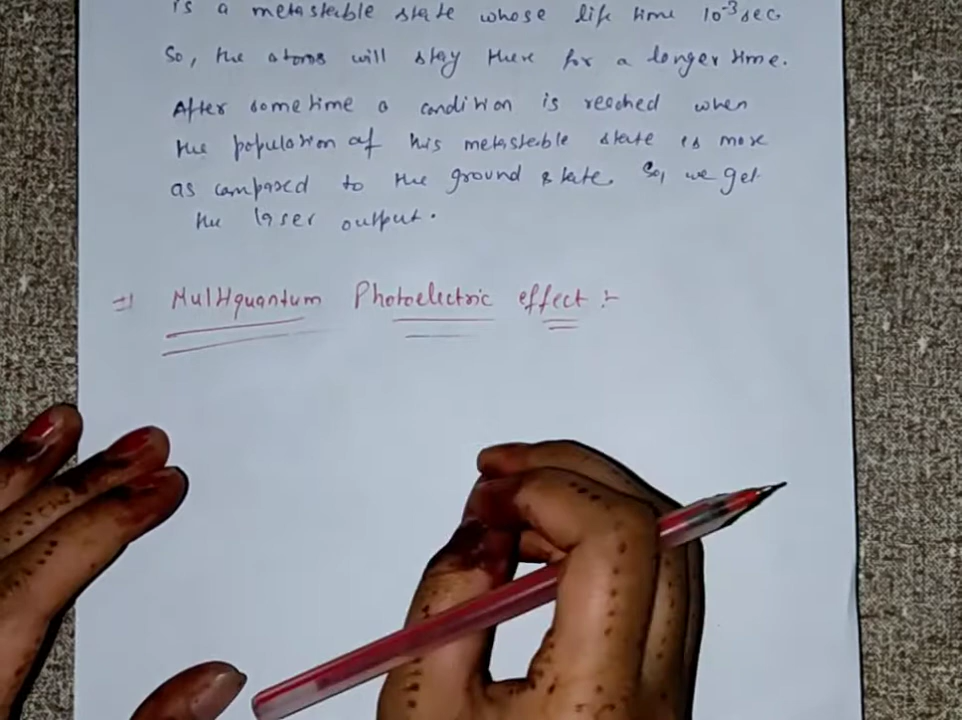 is a metastable state whose life time 10⁻³ sec.
So, the atoms will stay there for a longer time.
After sometime a condition is reached when
the population of this metastable state is more
as compared to the ground state. So, we get
the laser output.
=) Multiquantum Photoelectric effect :-